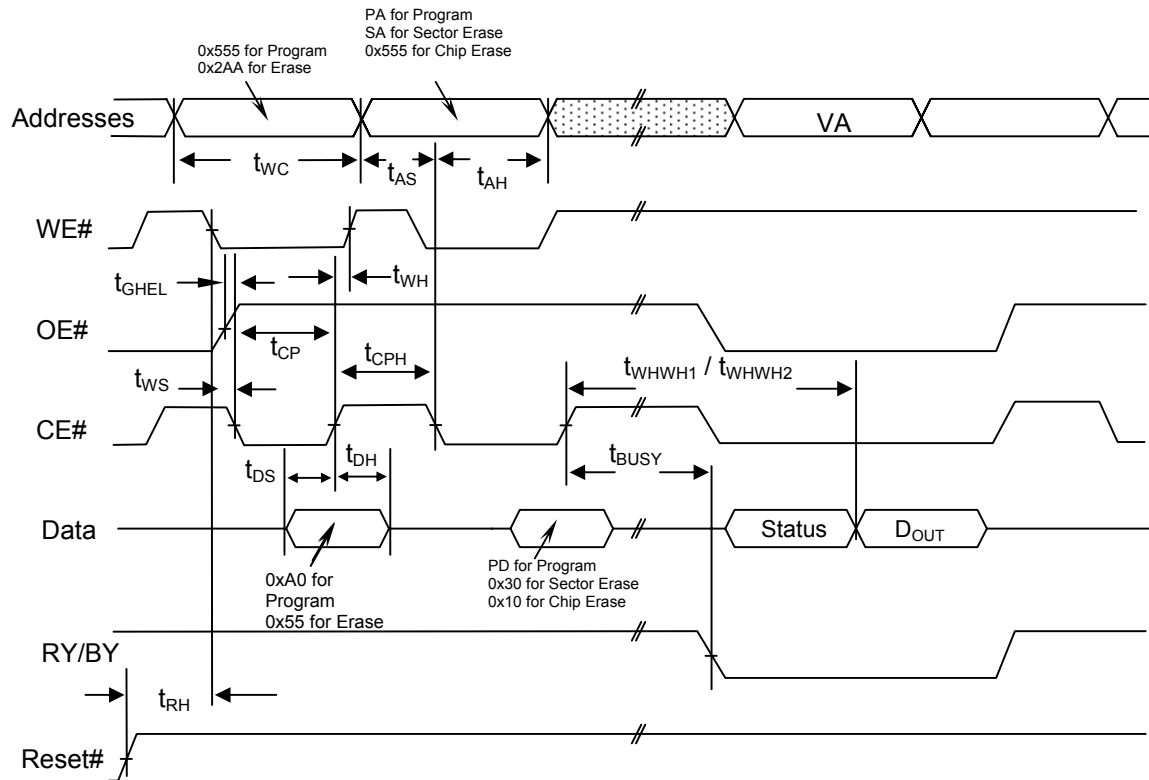 PA for Program
SA for Sector Erase
0x555 for Chip Erase
0x555 for Program
0x2AA for Erase
Addresses
VA
tWC
tAS
tAH
WE#
tGHEL
tWH
OE#
tCP
tCPH
tWHWH1 / tWHWH2
tWS
CE#
tDS
tDH
tBUSY
Data
Status
DOUT
0xA0 for
Program
0x55 for Erase
PD for Program
0x30 for Sector Erase
0x10 for Chip Erase
RY/BY
tRH
Reset#